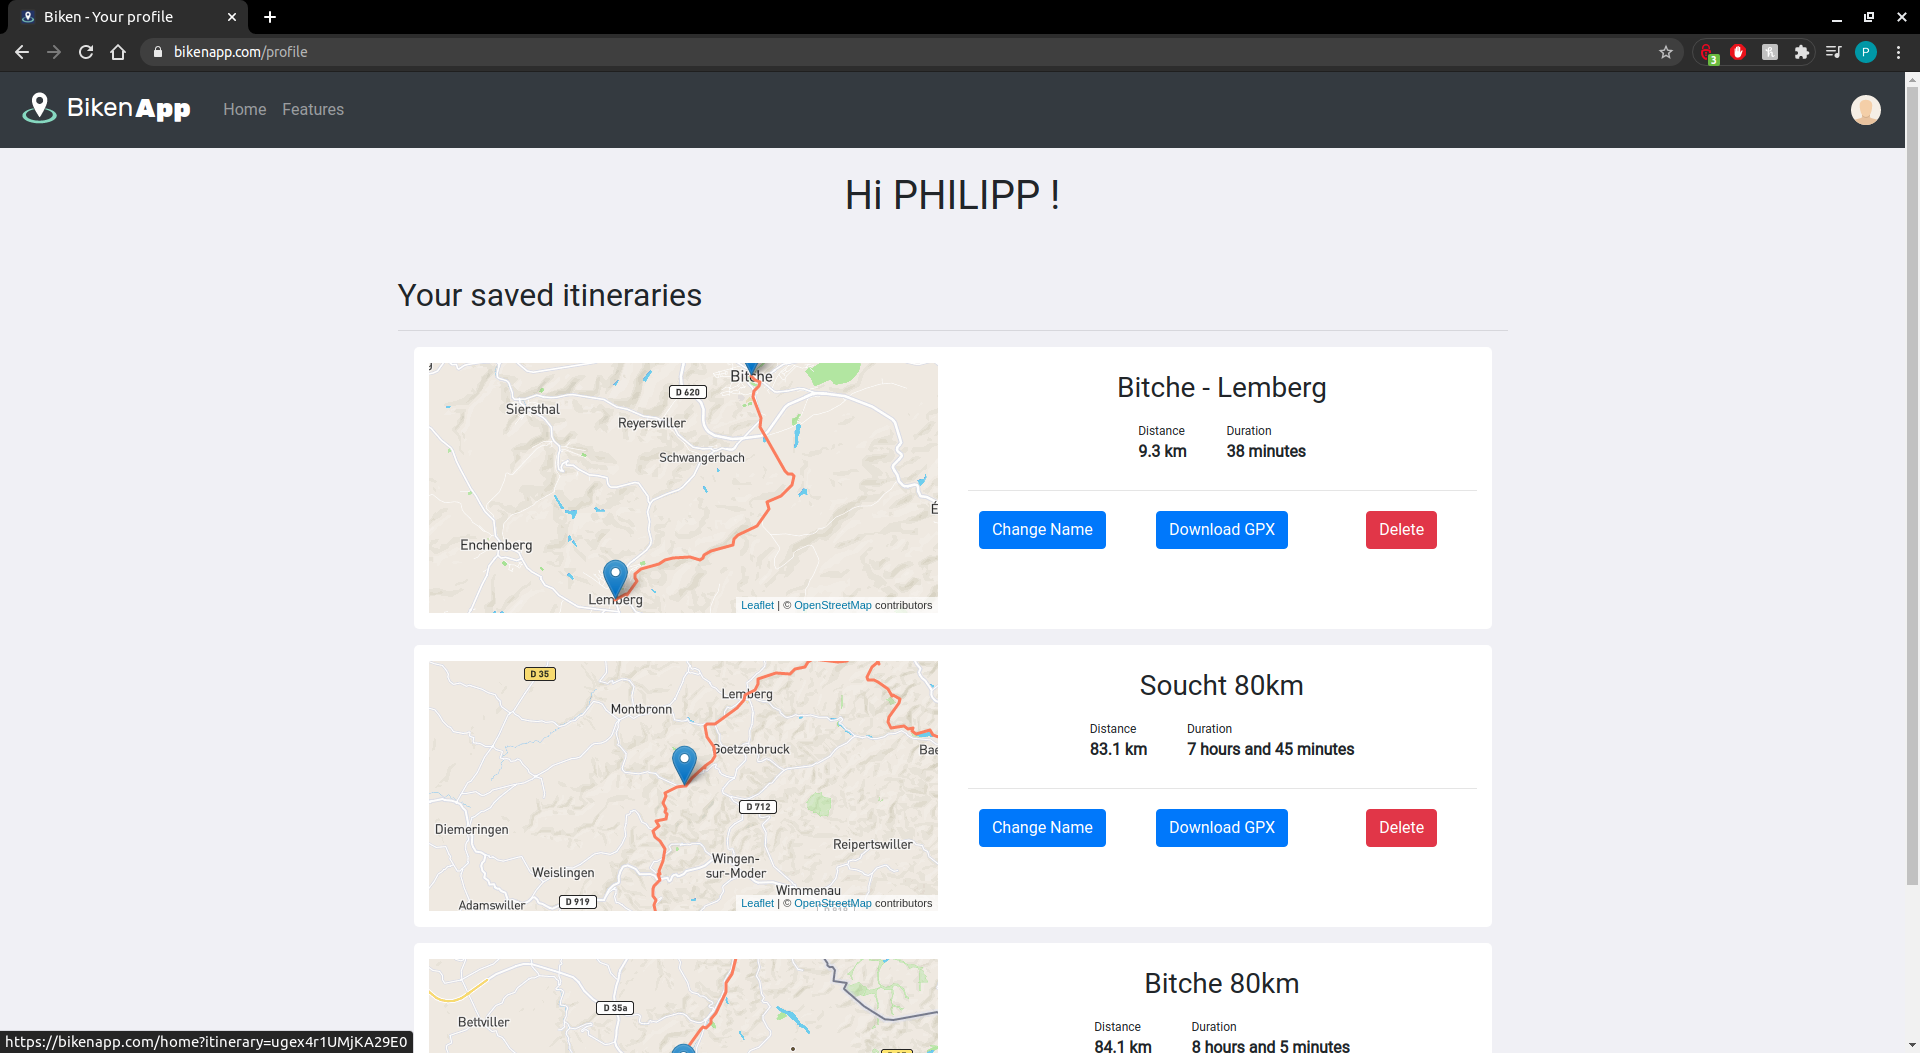 Biken - Your profile
bikenapp.com/profile
3
P
BikenApp
Home
Features
Hi PHILIPP !
Your saved itineraries
Bitche
D 620
Siersthal
Reyersviller
Schwangerbach
Enchenberg
Lemberg
Leaflet | © OpenStreetMap contributors
Bitche - Lemberg
Distance
Duration
9.3 km
38 minutes
Change Name
Download GPX
Delete
D 35
Lemberg
Montbronn
Goetzenbruck
Bae
D 712
Diemeringen
Reipertswiller
Wingen-
sur-Moder
Weislingen
Wimmenau
D 919
Adamswiller
Leaflet | © OpenStreetMap contributors
Soucht 80km
Distance
Duration
83.1 km
7 hours and 45 minutes
Change Name
Download GPX
Delete
D 35a
Bettviller
Bitche 80km
Distance
Duration
84.1 km
8 hours and 5 minutes
https://bikenapp.com/home?itinerary=ugex4r1UMjKA29E0